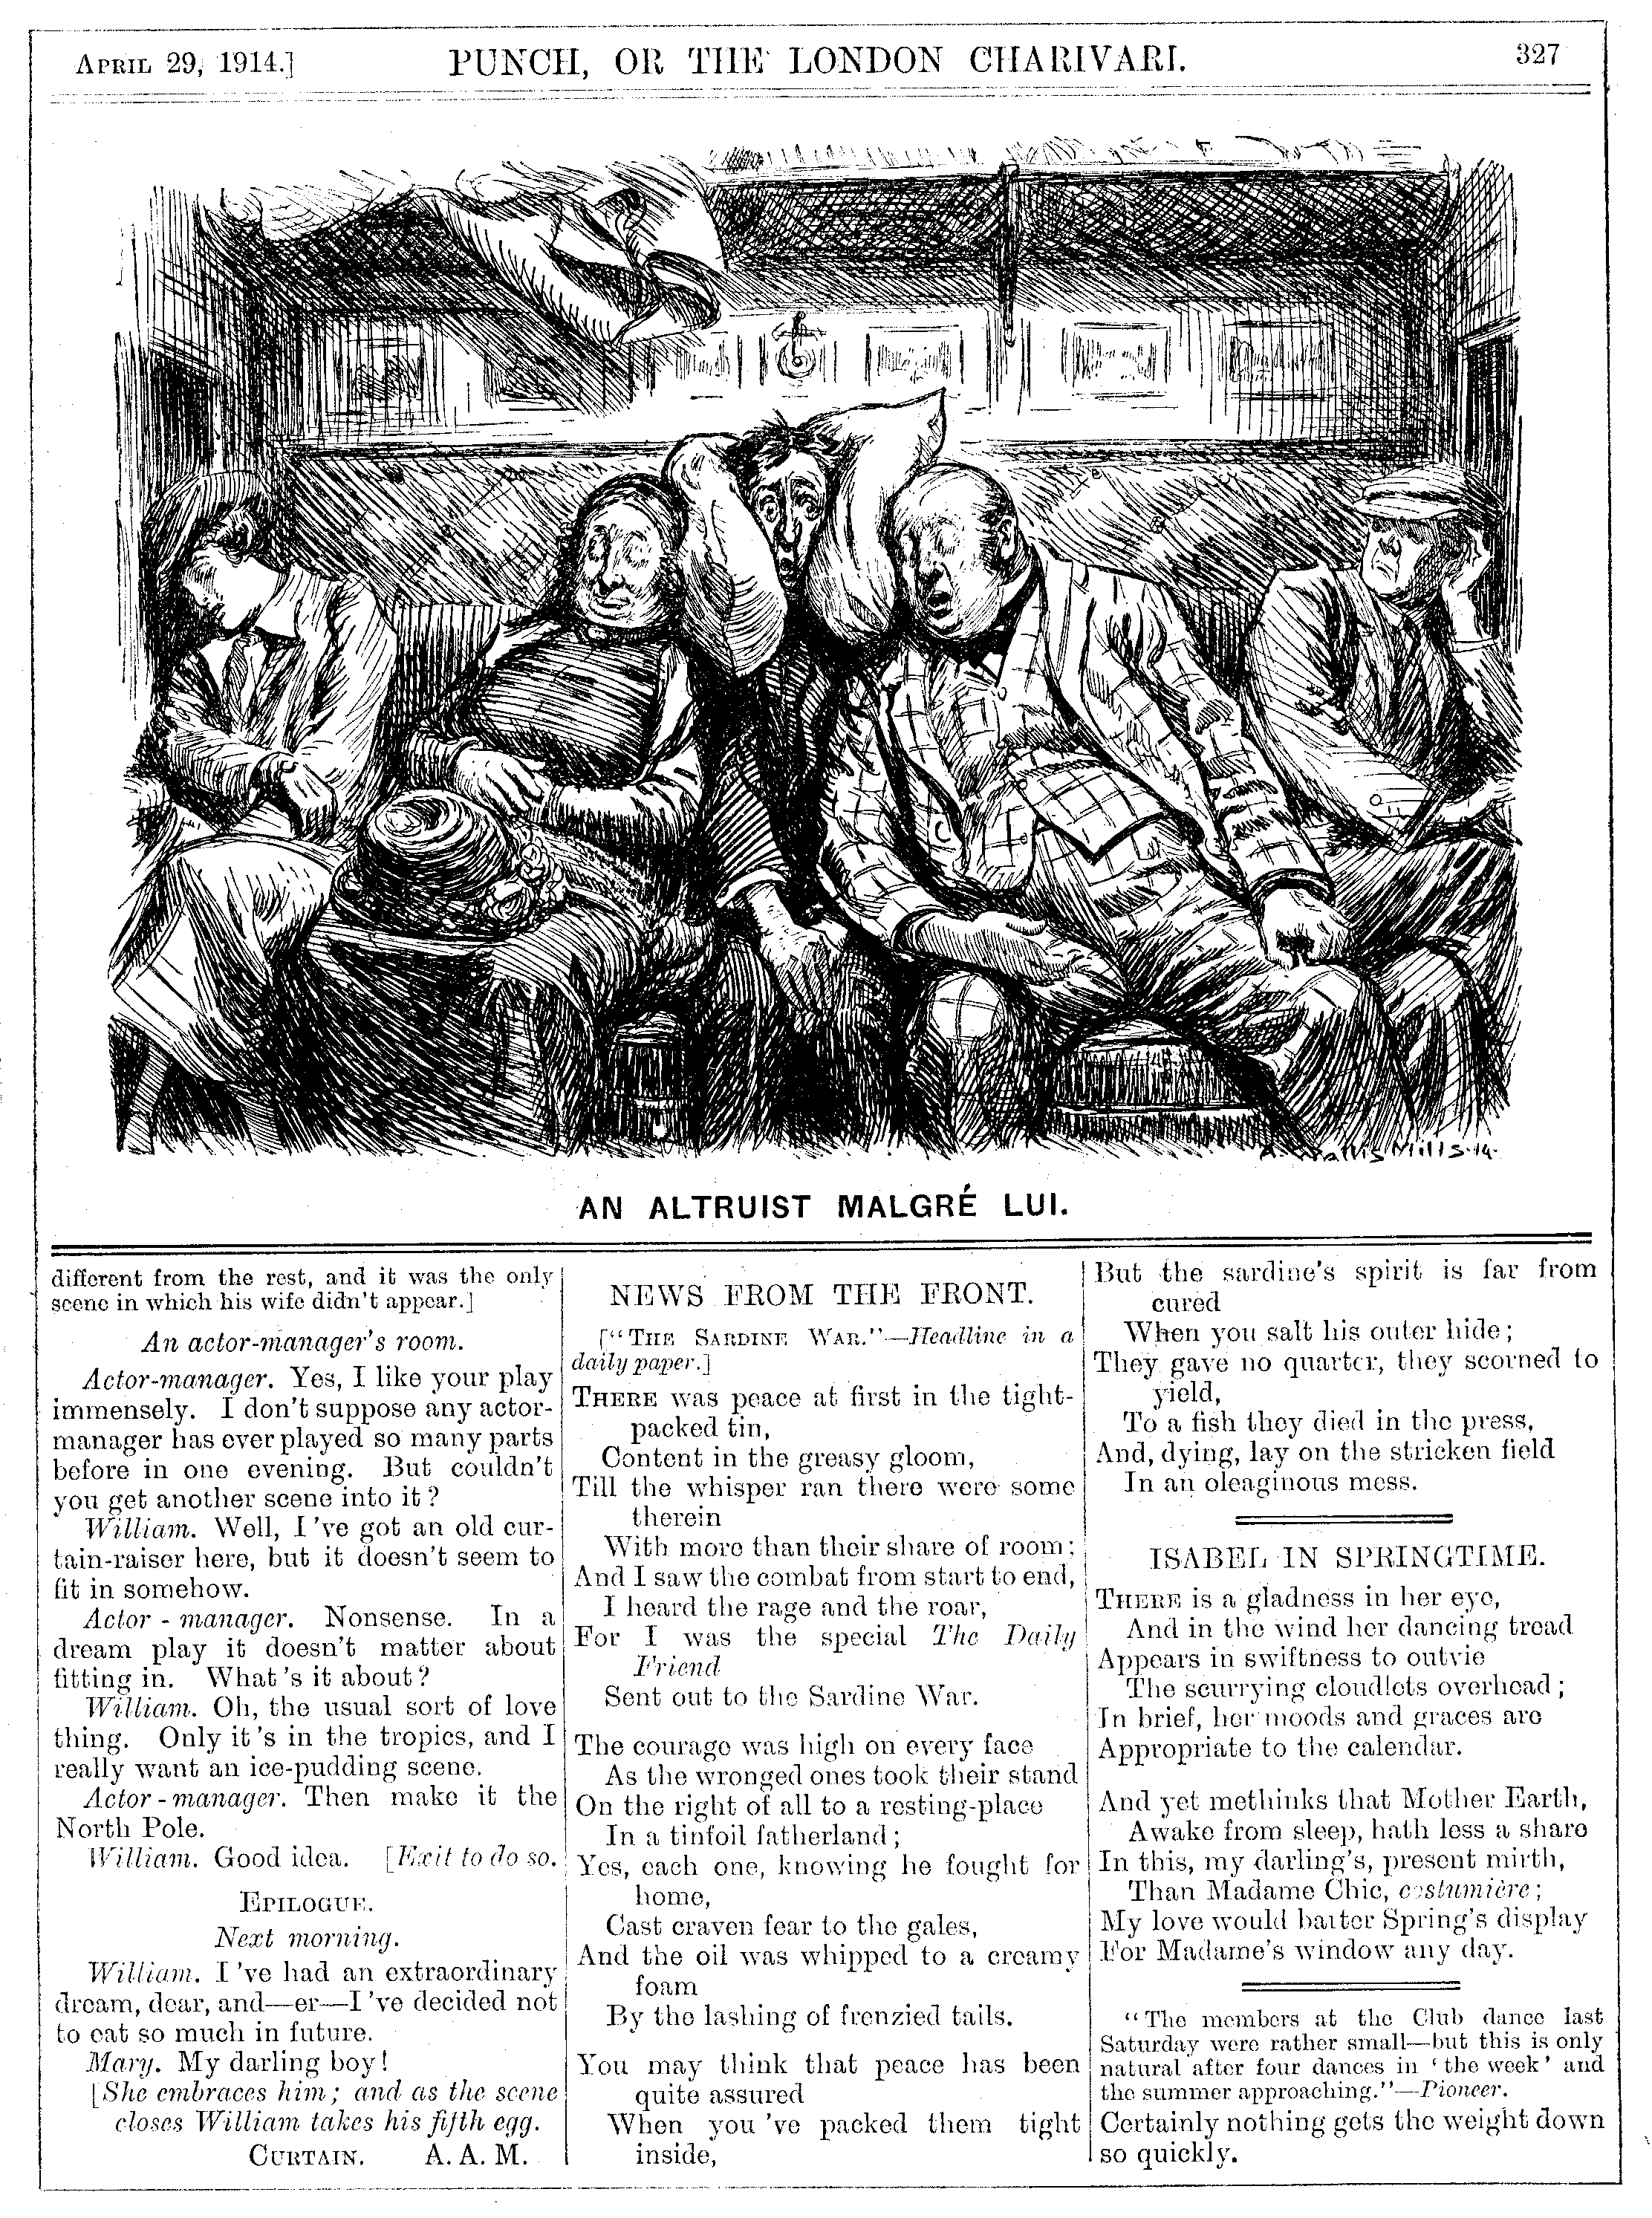 APRIL 29, 1914.] PUNCH, OR THE LONDON CHARIVARI. 327
A. Wallis Mills. 14.
AN ALTRUIST MALGRÉ LUI.
different from the rest, and it was the only
scene in which his wife didn't appear.]
An actor-manager's room.
Actor-manager. Yes, I like your play
immensely. I don't suppose any actor-
manager has ever played so many parts
before in one evening. But couldn't
you get another scene into it?
William. Well, I've got an old cur-
tain-raiser here, but it doesn't seem to
fit in somehow.
Actor-manager. Nonsense. In a
dream play it doesn't matter about
fitting in. What's it about?
William. Oh, the usual sort of love
thing. Only it's in the tropics, and I
really want an ice-pudding scene.
Actor-manager. Then make it the
North Pole.
William. Good idea. [Exit to do so.
EPILOGUE.
Next morning.
William. I've had an extraordinary
dream, dear, and—er—I've decided not
to eat so much in future.
Mary. My darling boy!
[She embraces him; and as the scene
closes William takes his fifth egg.
CURTAIN. A. A. M.
NEWS FROM THE FRONT.
["THE SARDINE WAR."—Headline in a
daily paper.]
THERE was peace at first in the tight-
packed tin,
Content in the greasy gloom,
Till the whisper ran there were some
therein
With more than their share of room;
And I saw the combat from start to end,
I heard the rage and the roar,
For I was the special The Daily
Friend
Sent out to the Sardine War.
The courage was high on every face
As the wronged ones took their stand
On the right of all to a resting-place
In a tinfoil fatherland;
Yes, each one, knowing he fought for
home,
Cast craven fear to the gales,
And the oil was whipped to a creamy
foam
By the lashing of frenzied tails.
You may think that peace has been
quite assured
When you've packed them tight
inside,
But the sardine's spirit is far from
cured
When you salt his outer hide;
They gave no quarter, they scorned to
yield,
To a fish they died in the press,
And, dying, lay on the stricken field
In an oleaginous mess.
ISABEL IN SPRINGTIME.
THERE is a gladness in her eye,
And in the wind her dancing tread
Appears in swiftness to outvie
The scurrying cloudlets overhead;
In brief, her moods and graces are
Appropriate to the calendar.
And yet methinks that Mother Earth,
Awake from sleep, hath less a share
In this, my darling's, present mirth,
Than Madame Chic, costumière;
My love would barter Spring's display
For Madame's window any day.
"The members at the Club dance last
Saturday were rather small—but this is only
natural after four dances in 'the week' and
the summer approaching."—Pioneer.
Certainly nothing gets the weight down
so quickly.